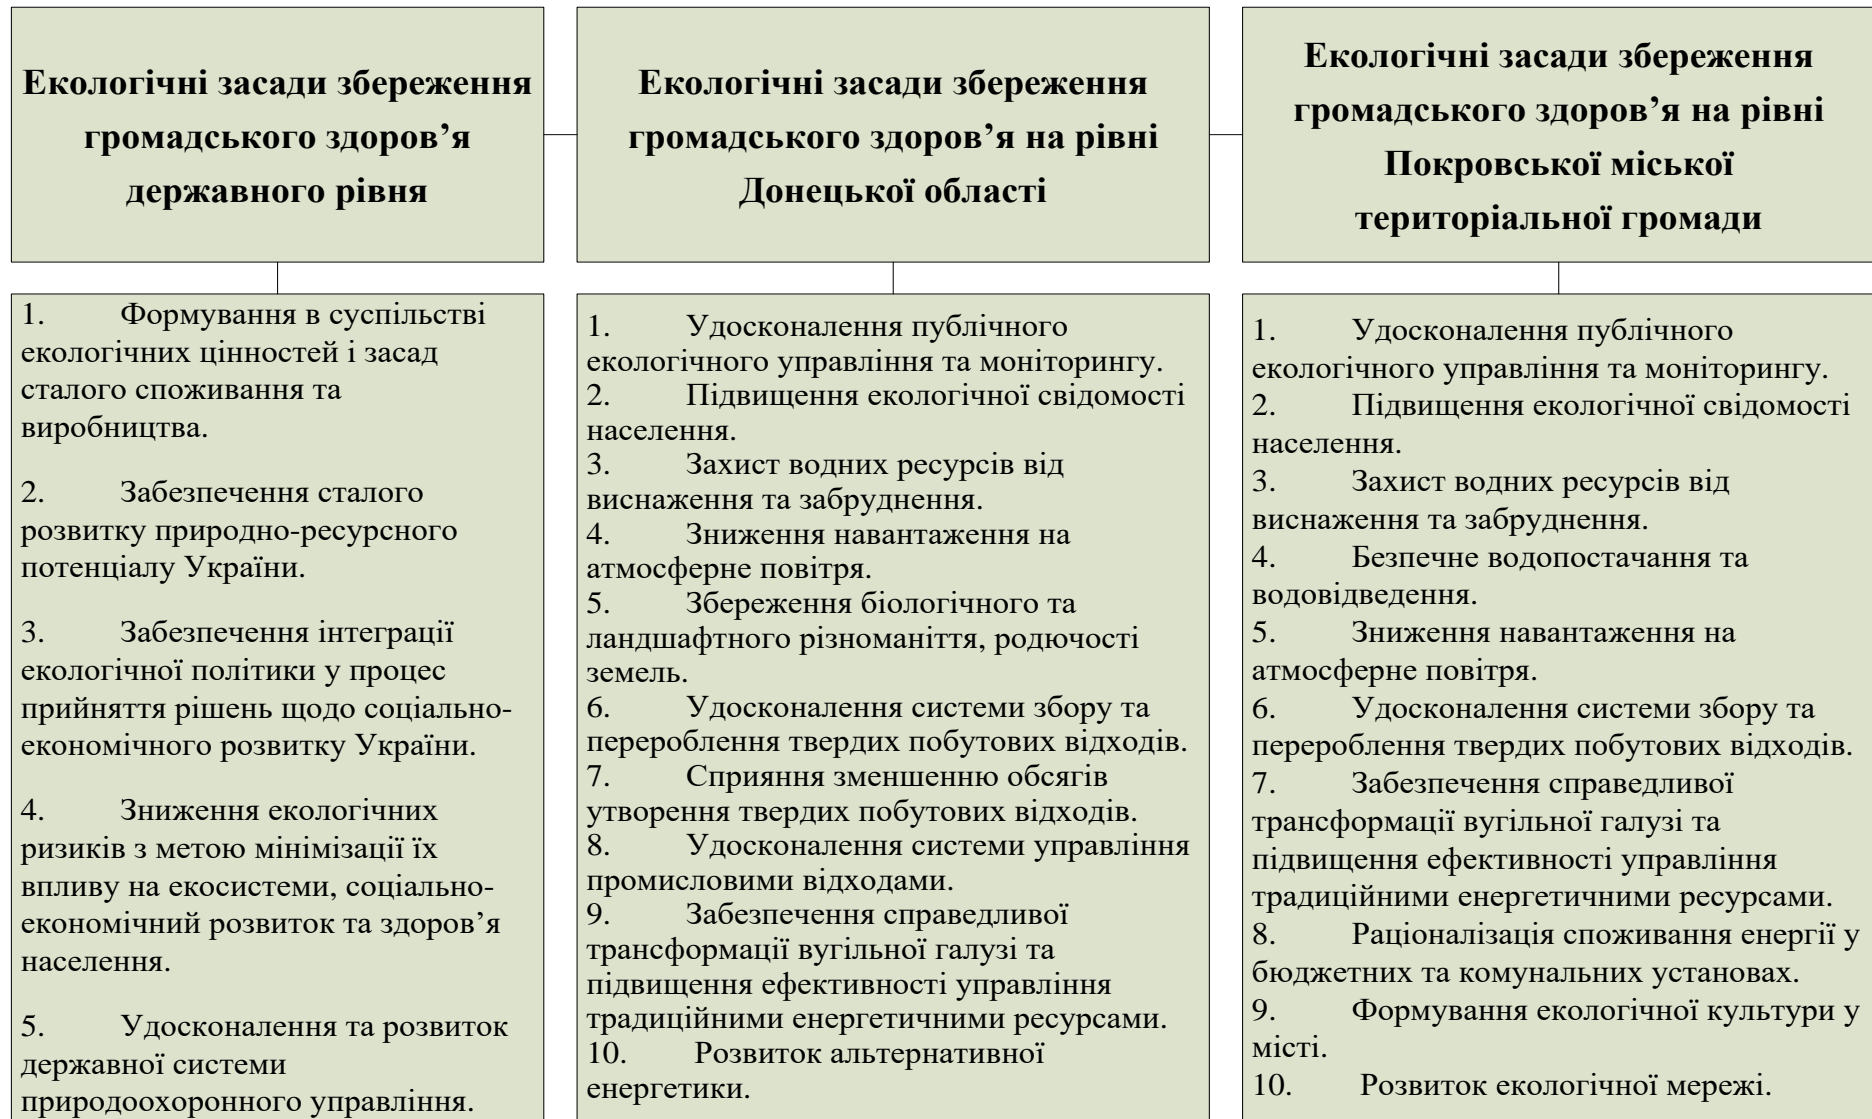 Екологічні засади збереження
громадського здоров’я
державного рівня
Екологічні засади збереження
громадського здоров’я на рівні
Донецької області
Екологічні засади збереження
громадського здоров’я на рівні
Покровської міської
територіальної громади
1. Формування в суспільстві
екологічних цінностей і засад
сталого споживання та
виробництва.
2. Забезпечення сталого
розвитку природно-ресурсного
потенціалу України.
3. Забезпечення інтеграції
екологічної політики у процес
прийняття рішень щодо соціально-
економічного розвитку України.
4. Зниження екологічних
ризиків з метою мінімізації їх
впливу на екосистеми, соціально-
економічний розвиток та здоров’я
населення.
5. Удосконалення та розвиток
державної системи
природоохоронного управління.
1. Удосконалення публічного
екологічного управління та моніторингу.
2. Підвищення екологічної свідомості
населення.
3. Захист водних ресурсів від
виснаження та забруднення.
4. Зниження навантаження на
атмосферне повітря.
5. Збереження біологічного та
ландшафтного різноманіття, родючості
земель.
6. Удосконалення системи збору та
перероблення твердих побутових відходів.
7. Сприяння зменшенню обсягів
утворення твердих побутових відходів.
8. Удосконалення системи управління
промисловими відходами.
9. Забезпечення справедливої
трансформації вугільної галузі та
підвищення ефективності управління
традиційними енергетичними ресурсами.
10. Розвиток альтернативної
енергетики.
1. Удосконалення публічного
екологічного управління та моніторингу.
2. Підвищення екологічної свідомості
населення.
3. Захист водних ресурсів від
виснаження та забруднення.
4. Безпечне водопостачання та
водовідведення.
5. Зниження навантаження на
атмосферне повітря.
6. Удосконалення системи збору та
перероблення твердих побутових відходів.
7. Забезпечення справедливої
трансформації вугільної галузі та
підвищення ефективності управління
традиційними енергетичними ресурсами.
8. Раціоналізація споживання енергії у
бюджетних та комунальних установах.
9. Формування екологічної культури у
місті.
10. Розвиток екологічної мережі.